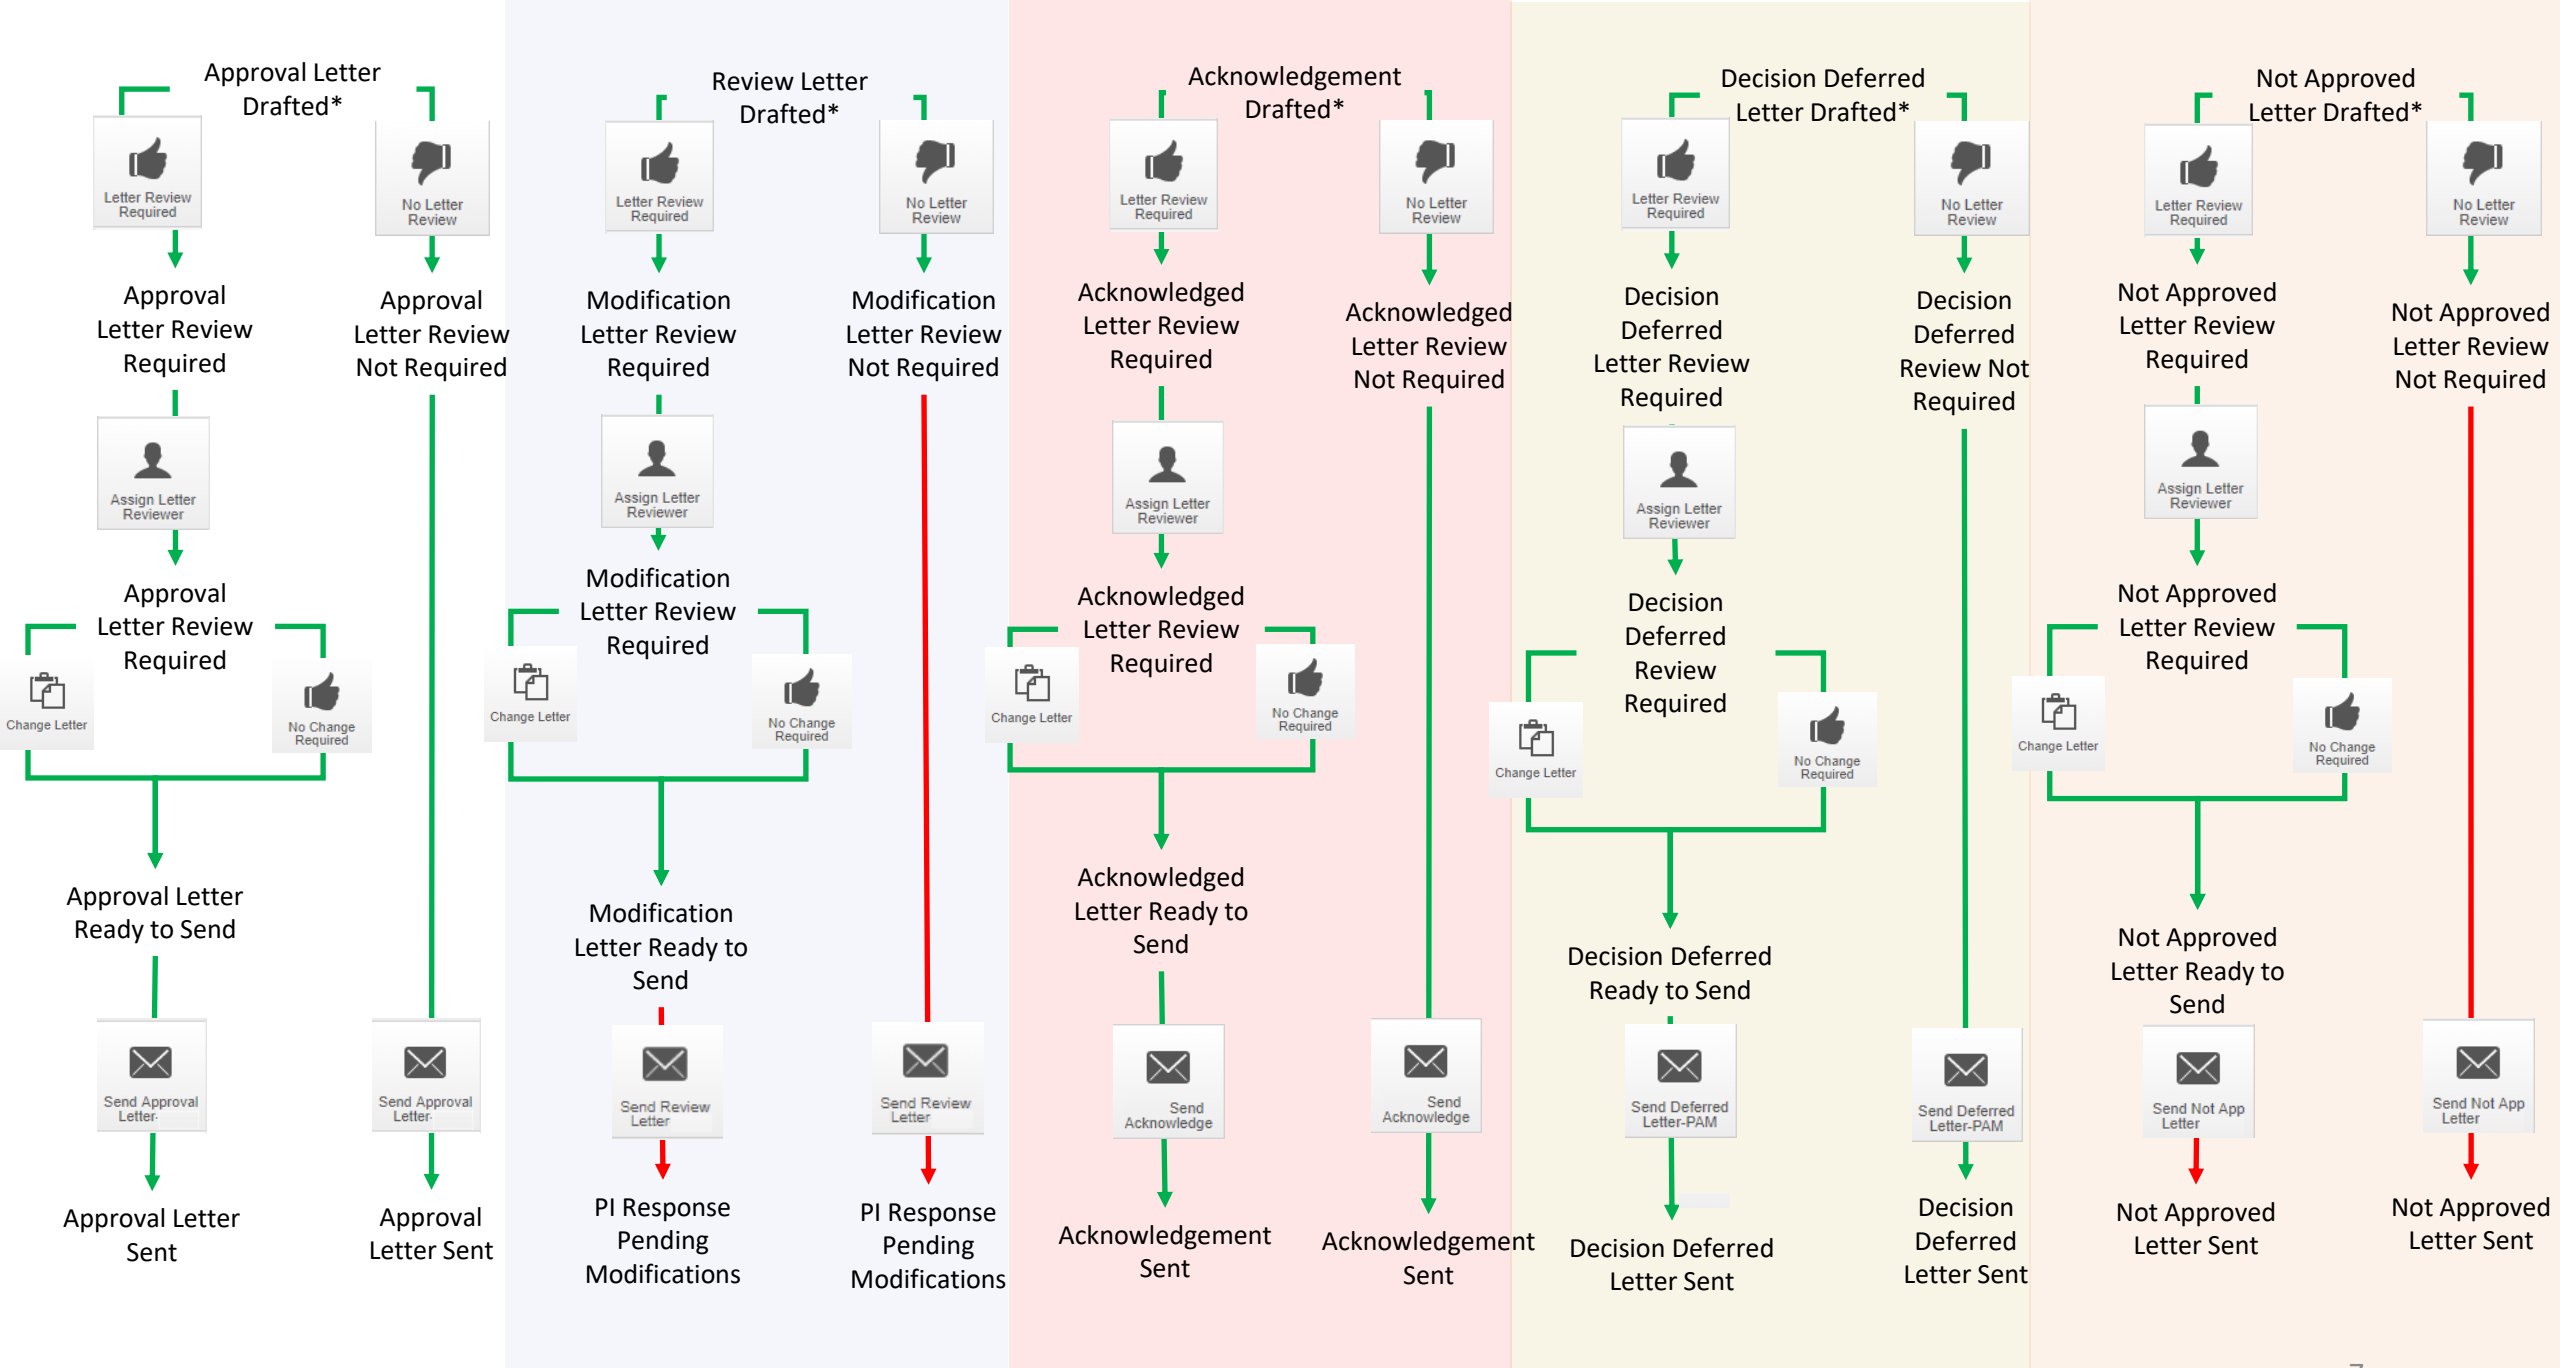 Approval Letter
Drafted*
Letter Review
Required
No Letter
Review
Approval
Letter Review
Required
Approval
Letter Review
Not Required
Assign Letter
Reviewer
Approval
Letter Review
Required
Change Letter
No Change
Required
Approval Letter
Ready to Send
Send Approval
Letter-
Send Approval
Letter-
Approval Letter
Sent
Approval
Letter Sent
Review Letter
Drafted*
Letter Review
Required
No Letter
Review
Modification
Letter Review
Required
Modification
Letter Review
Not Required
Assign Letter
Reviewer
Modification
Letter Review
Required
Change Letter
No Change
Required
Modification
Letter Ready to
Send
Send Review
Letter
Send Review
Letter
PI Response
Pending
Modifications
PI Response
Pending
Modifications
Acknowledgement
Drafted*
Letter Review
Required
No Letter
Review
Acknowledged
Letter Review
Required
Acknowledged
Letter Review
Not Required
Assign Letter
Reviewer
Acknowledged
Letter Review
Required
Change Letter
No Change
Required
Acknowledged
Letter Ready to
Send
Send
Acknowledge
Send
Acknowledge
Acknowledgement
Sent
Acknowledgement
Sent
Decision Deferred
Letter Drafted*
Letter Review
Required
No Letter
Review
Decision
Deferred
Letter Review
Required
Decision
Deferred
Review Not
Required
Assign Letter
Reviewer
Decision
Deferred
Review
Required
Change Letter
No Change
Required
Decision Deferred
Ready to Send
Send Deferred
Letter-PAM
Send Deferred
Letter-PAM
Decision Deferred
Letter Sent
Decision
Deferred
Letter Sent
Not Approved
Letter Drafted*
Letter Review
Required
No Letter
Review
Not Approved
Letter Review
Required
Not Approved
Letter Review
Not Required
Assign Letter
Reviewer
Not Approved
Letter Review
Required
Change Letter
No Change
Required
Not Approved
Letter Ready to
Send
Send Not App
Letter
Send Not App
Letter
Not Approved
Letter Sent
Not Approved
Letter Sent